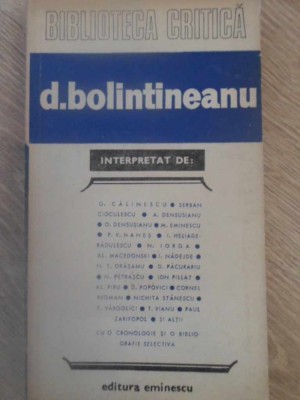 BIBLIOTECA CRITICĂ
d.bolintineanu
INTERPRETAT DE:
G. CĂLINESCU ● ȘERBAN
CIOCULESCU ● A. DENSUSIANU
● O. DENSUSIANU ● M. EMINESCU
● P. V. HANEȘ ● I. HELIADE-
RĂDULESCU ● N. IORGA ●
AL. MACEDONSKI ● I. NĂDEJDE ●
N. T. ORĂȘANU ● G. PĂCURARIU
● N. PETRAȘCU ● ION PILLAT ●
AL. PIRU ● D. POPOVICI ● CORNEL
REGMAN ● NICHITA STĂNESCU ●
T. VÂRGOLICI ● T. VIANU ● PAUL
ZARIFOPOL ● ȘI ALȚII
CU O CRONOLOGIE ȘI O BIBLIO-
GRAFIE SELECTIVĂ
editura eminescu